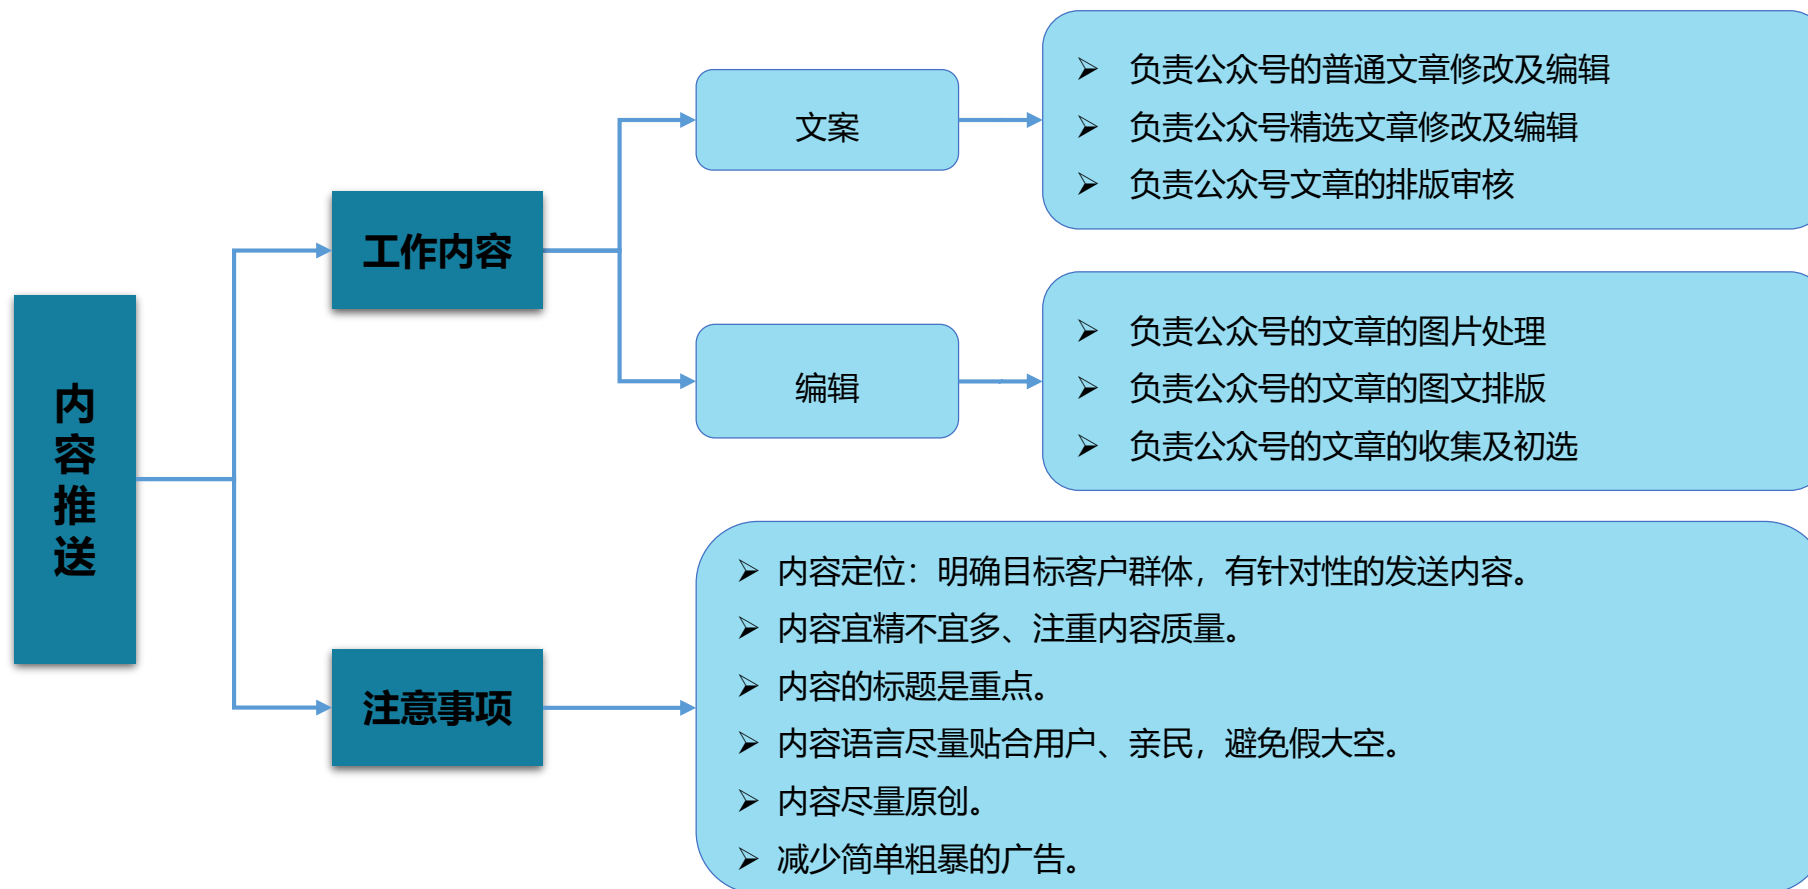 内容推送
工作内容
文案
负责公众号的普通文章修改及编辑
负责公众号精选文章修改及编辑
负责公众号文章的排版审核
编辑
负责公众号的文章的图片处理
负责公众号的文章的图文排版
负责公众号的文章的收集及初选
注意事项
内容定位：明确目标客户群体，有针对性的发送内容。
内容宜精不宜多、注重内容质量。
内容的标题是重点。
内容语言尽量贴合用户、亲民，避免假大空。
内容尽量原创。
减少简单粗暴的广告。